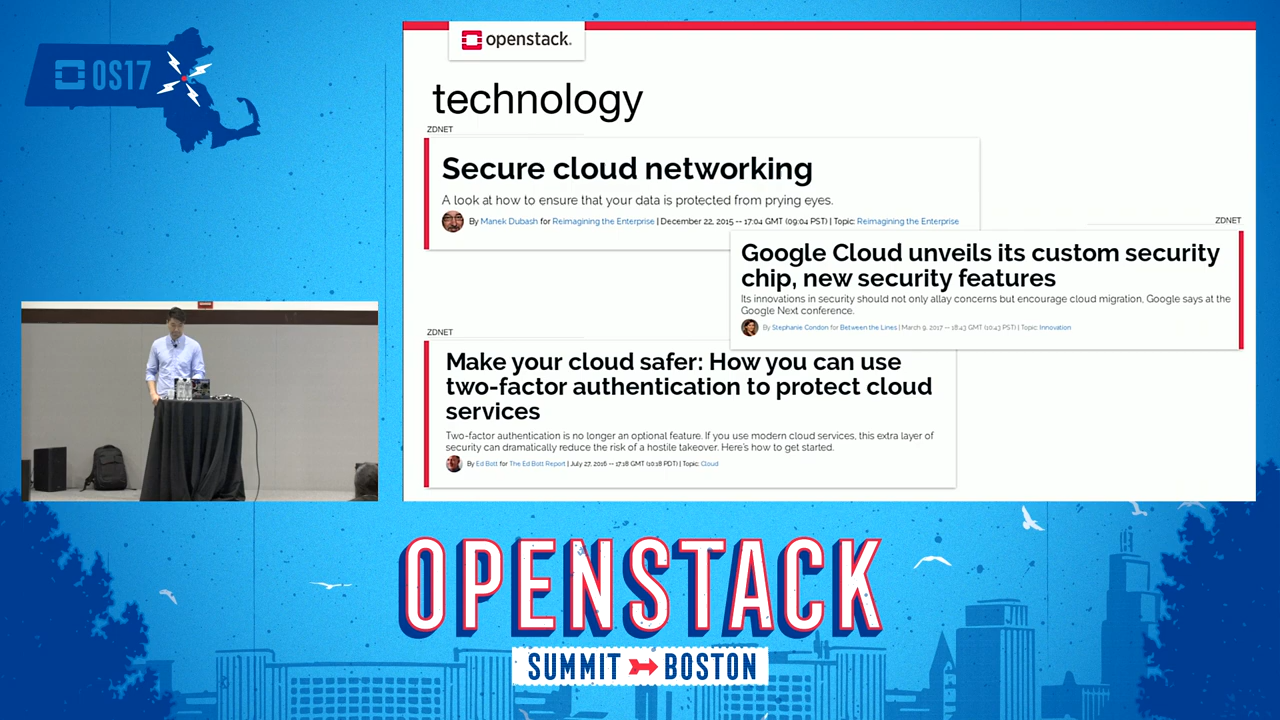 OS17
openstack.
technology
ZDNET
Secure cloud networking
A look at how to ensure that your data is protected from prying eyes.
By Manek Dubash for Reimagining the Enterprise | December 22, 2015 -- 17:04 GMT (09:04 PST) | Topic: Reimagining the Enterprise
ZDNET
Google Cloud unveils its custom security
chip, new security features
Its innovations in security should not only allay concerns but encourage cloud migration, Google says at the
Google Next conference.
By Stephanie Condon for Between the Lines | March 9, 2017 -- 18:43 GMT (10:43 PST) | Topic: Innovation
ZDNET
Make your cloud safer: How you can use
two-factor authentication to protect cloud
services
Two-factor authentication is no longer an optional feature. If you use modern cloud services, this extra layer of
security can dramatically reduce the risk of a hostile takeover. Here's how to get started.
By Ed Bott for The Ed Bott Report | July 27, 2016 -- 17:18 GMT (10:18 PDT) | Topic: Cloud
OPENSTACK
SUMMIT BOSTON